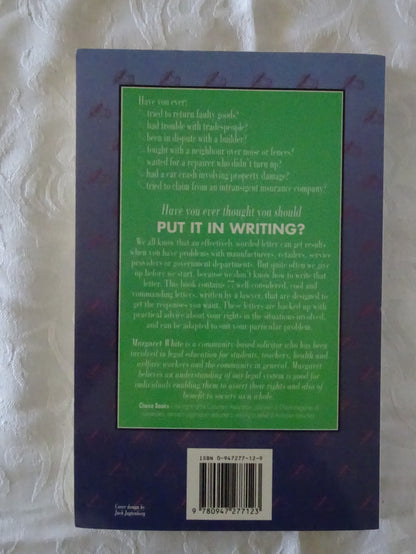 Have you ever:
tried to return faulty goods?
had trouble with tradespeople?
been in dispute with a builder?
fought with a neighbour over noise or fences?
waited for a repairer who didn't turn up?
had a car crash involving property damage?
tried to claim from an intransigent insurance company?
Have you ever thought you should
PUT IT IN WRITING?
We all know that an effectively worded letter can get results
when you have problems with manufacturers, retailers, service
providers or government departments. But quite often we give
up before we start, because we don't know how to write that
letter. This book contains 77 well-considered, cool and
commanding letters, written by a lawyer, that are designed to
get the responses you want. These letters are backed up with
practical advice about your rights in the situations involved,
and can be adapted to suit your particular problem.
Margaret White is a community-based solicitor who has been
involved in legal education for students, teachers, health and
welfare workers and the community in general. Margaret
believes an understanding of our legal system is good for
individuals enabling them to assert their rights and also of
benefit to society as a whole.
Choice Books
ISBN 0-947277-12-9
9 780947 277123
Cover design by
Jack Jagtenberg